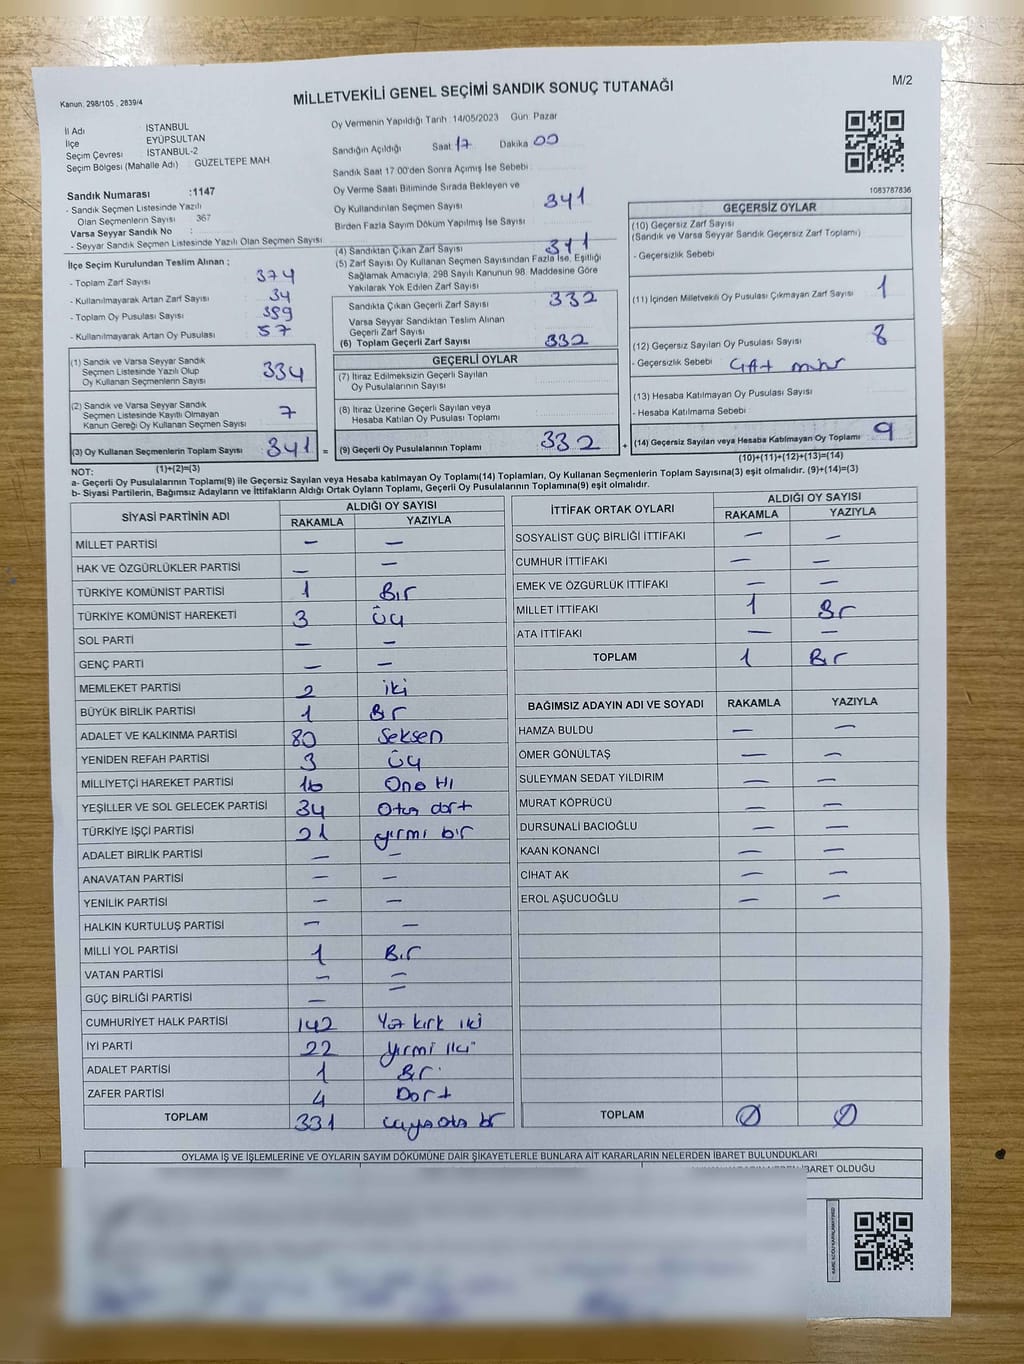 Kanun: 298/105 , 2839/4
MİLLETVEKİLİ GENEL SEÇİMİ SANDIK SONUÇ TUTANAĞI
M/2
İl Adı İSTANBUL
İlçe EYÜPSULTAN
Seçim Çevresi İSTANBUL-2
Seçim Bölgesi (Mahalle Adı) GÜZELTEPE MAH
Sandık Numarası :1147
- Sandık Seçmen Listesinde Yazılı
Olan Seçmenlerin Sayısı 367
Varsa Seyyar Sandık No
- Seyyar Sandık Seçmen Listesinde Yazılı Olan Seçmen Sayısı
İlçe Seçim Kurulundan Teslim Alınan ;
- Toplam Zarf Sayısı 374
- Kullanılmayarak Artan Zarf Sayısı 34
- Toplam Oy Pusulası Sayısı 399
- Kullanılmayarak Artan Oy Pusulası 57
(1) Sandık ve Varsa Seyyar Sandık
Seçmen Listesinde Yazılı Olup
Oy Kullanan Seçmenlerin Sayısı 334
(2) Sandık ve Varsa Seyyar Sandık
Seçmen Listesinde Kayıtlı Olmayan
Kanun Gereği Oy Kullanan Seçmen Sayısı 7
(3) Oy Kullanan Seçmenlerin Toplam Sayısı 341 =
(1)+(2)=(3)
Oy Vermenin Yapıldığı Tarih 14/05/2023 Gün: Pazar
Sandığın Açıldığı Saat 17 Dakika 00
Sandık Saat 17.00'den Sonra Açımış İse Sebebi
Oy Verme Saati Bitiminde Sırada Bekleyen ve
Oy Kullandırılan Seçmen Sayısı 341
Birden Fazla Sayım Döküm Yapılmış İse Sayısı
(4) Sandıktan Çıkan Zarf Sayısı 341
(5) Zarf Sayısı Oy Kullanan Seçmen Sayısından Fazla İse, Eşitliği
Sağlamak Amacıyla; 298 Sayılı Kanunun 98. Maddesine Göre
Yakılarak Yok Edilen Zarf Sayısı
Sandıkta Çıkan Geçerli Zarf Sayısı 332
Varsa Seyyar Sandıktan Teslim Alınan
Geçerli Zarf Sayısı
(6) Toplam Geçerli Zarf Sayısı 332
GEÇERLİ OYLAR
(7) İtiraz Edilmeksizin Geçerli Sayılan
Oy Pusulalarının Sayısı
(8) İtiraz Üzerine Geçerli Sayılan veya
Hesaba Katılan Oy Pusulası Toplamı
(9) Geçerli Oy Pusulalarının Toplamı 332 +
1083787836
GEÇERSİZ OYLAR
(10) Geçersiz Zarf Sayısı
(Sandık ve Varsa Seyyar Sandık Geçersiz Zarf Toplamı)
- Geçersizlik Sebebi
(11) İçinden Milletvekili Oy Pusulası Çıkmayan Zarf Sayısı 1
(12) Geçersiz Sayılan Oy Pusulası Sayısı 8
- Geçersizlik Sebebi
(13) Hesaba Katılmayan Oy Pusulası Sayısı
- Hesaba Katılmama Sebebi
(14) Geçersiz Sayılan veya Hesaba Katılmayan Oy Toplamı 9
(10)+(11)+(12)+(13)=(14)
NOT:
a- Geçerli Oy Pusulalarının Toplamı(9) ile Geçersiz Sayılan veya Hesaba katılmayan Oy Toplamı(14) Toplamları, Oy Kullanan Seçmenlerin Toplam Sayısına(3) eşit olmalıdır. (9)+(14)=(3)
b- Siyasi Partilerin, Bağımsız Adayların ve İttifakların Aldığı Ortak Oyların Toplamı, Geçerli Oy Pusulalarının Toplamına(9) eşit olmalıdır.
SİYASİ PARTİNİN ADI ALDIĞI OY SAYISI
RAKAMLA YAZIYLA
MİLLET PARTİSİ — —
HAK VE ÖZGÜRLÜKLER PARTİSİ — —
TÜRKİYE KOMÜNİST PARTİSİ 1 Bir
TÜRKİYE KOMÜNİST HAREKETİ 3 üç
SOL PARTİ — —
GENÇ PARTİ — —
MEMLEKET PARTİSİ 2 iki
BÜYÜK BİRLİK PARTİSİ 1 Br
ADALET VE KALKINMA PARTİSİ 80 Seksen
YENİDEN REFAH PARTİSİ 3 üç
MİLLİYETÇİ HAREKET PARTİSİ 16 On altı
YEŞİLLER VE SOL GELECEK PARTİSİ 34 Otuz dört
TÜRKİYE İŞÇİ PARTİSİ 21 yirmi bir
ADALET BİRLİK PARTİSİ — —
ANAVATAN PARTİSİ — —
YENİLİK PARTİSİ — —
HALKIN KURTULUŞ PARTİSİ — —
MİLLİ YOL PARTİSİ 1 Bir
VATAN PARTİSİ — —
GÜÇ BİRLİĞİ PARTİSİ — —
CUMHURİYET HALK PARTİSİ 142 Yüz kırk iki
İYİ PARTİ 22 yirmi iki
ADALET PARTİSİ 1 Bir
ZAFER PARTİSİ 4 Dört
TOPLAM 331
İTTİFAK ORTAK OYLARI ALDIĞI OY SAYISI
RAKAMLA YAZIYLA
SOSYALİST GÜÇ BİRLİĞİ İTTİFAKI — —
CUMHUR İTTİFAKI — —
EMEK VE ÖZGÜRLÜK İTTİFAKI — —
MİLLET İTTİFAKI 1 Br
ATA İTTİFAKI — —
TOPLAM 1 Bir
BAĞIMSIZ ADAYIN ADI VE SOYADI RAKAMLA YAZIYLA
HAMZA BULDU — —
ÖMER GÖNÜLTAŞ — —
SÜLEYMAN SEDAT YILDIRIM — —
MURAT KÖPRÜCÜ — —
DURSUNALİ BACIOĞLU — —
KAAN KONANCI — —
CİHAT AK — —
EROL AŞUCUOĞLU — —
TOPLAM 0 0
OYLAMA İŞ VE İŞLEMLERİNE VE OYLARIN SAYIM DÖKÜMÜNE DAİR ŞİKAYETLERLE BUNLARA AİT KARARLARIN NELERDEN İBARET BULUNDUKLARI
İBARET OLDUĞU